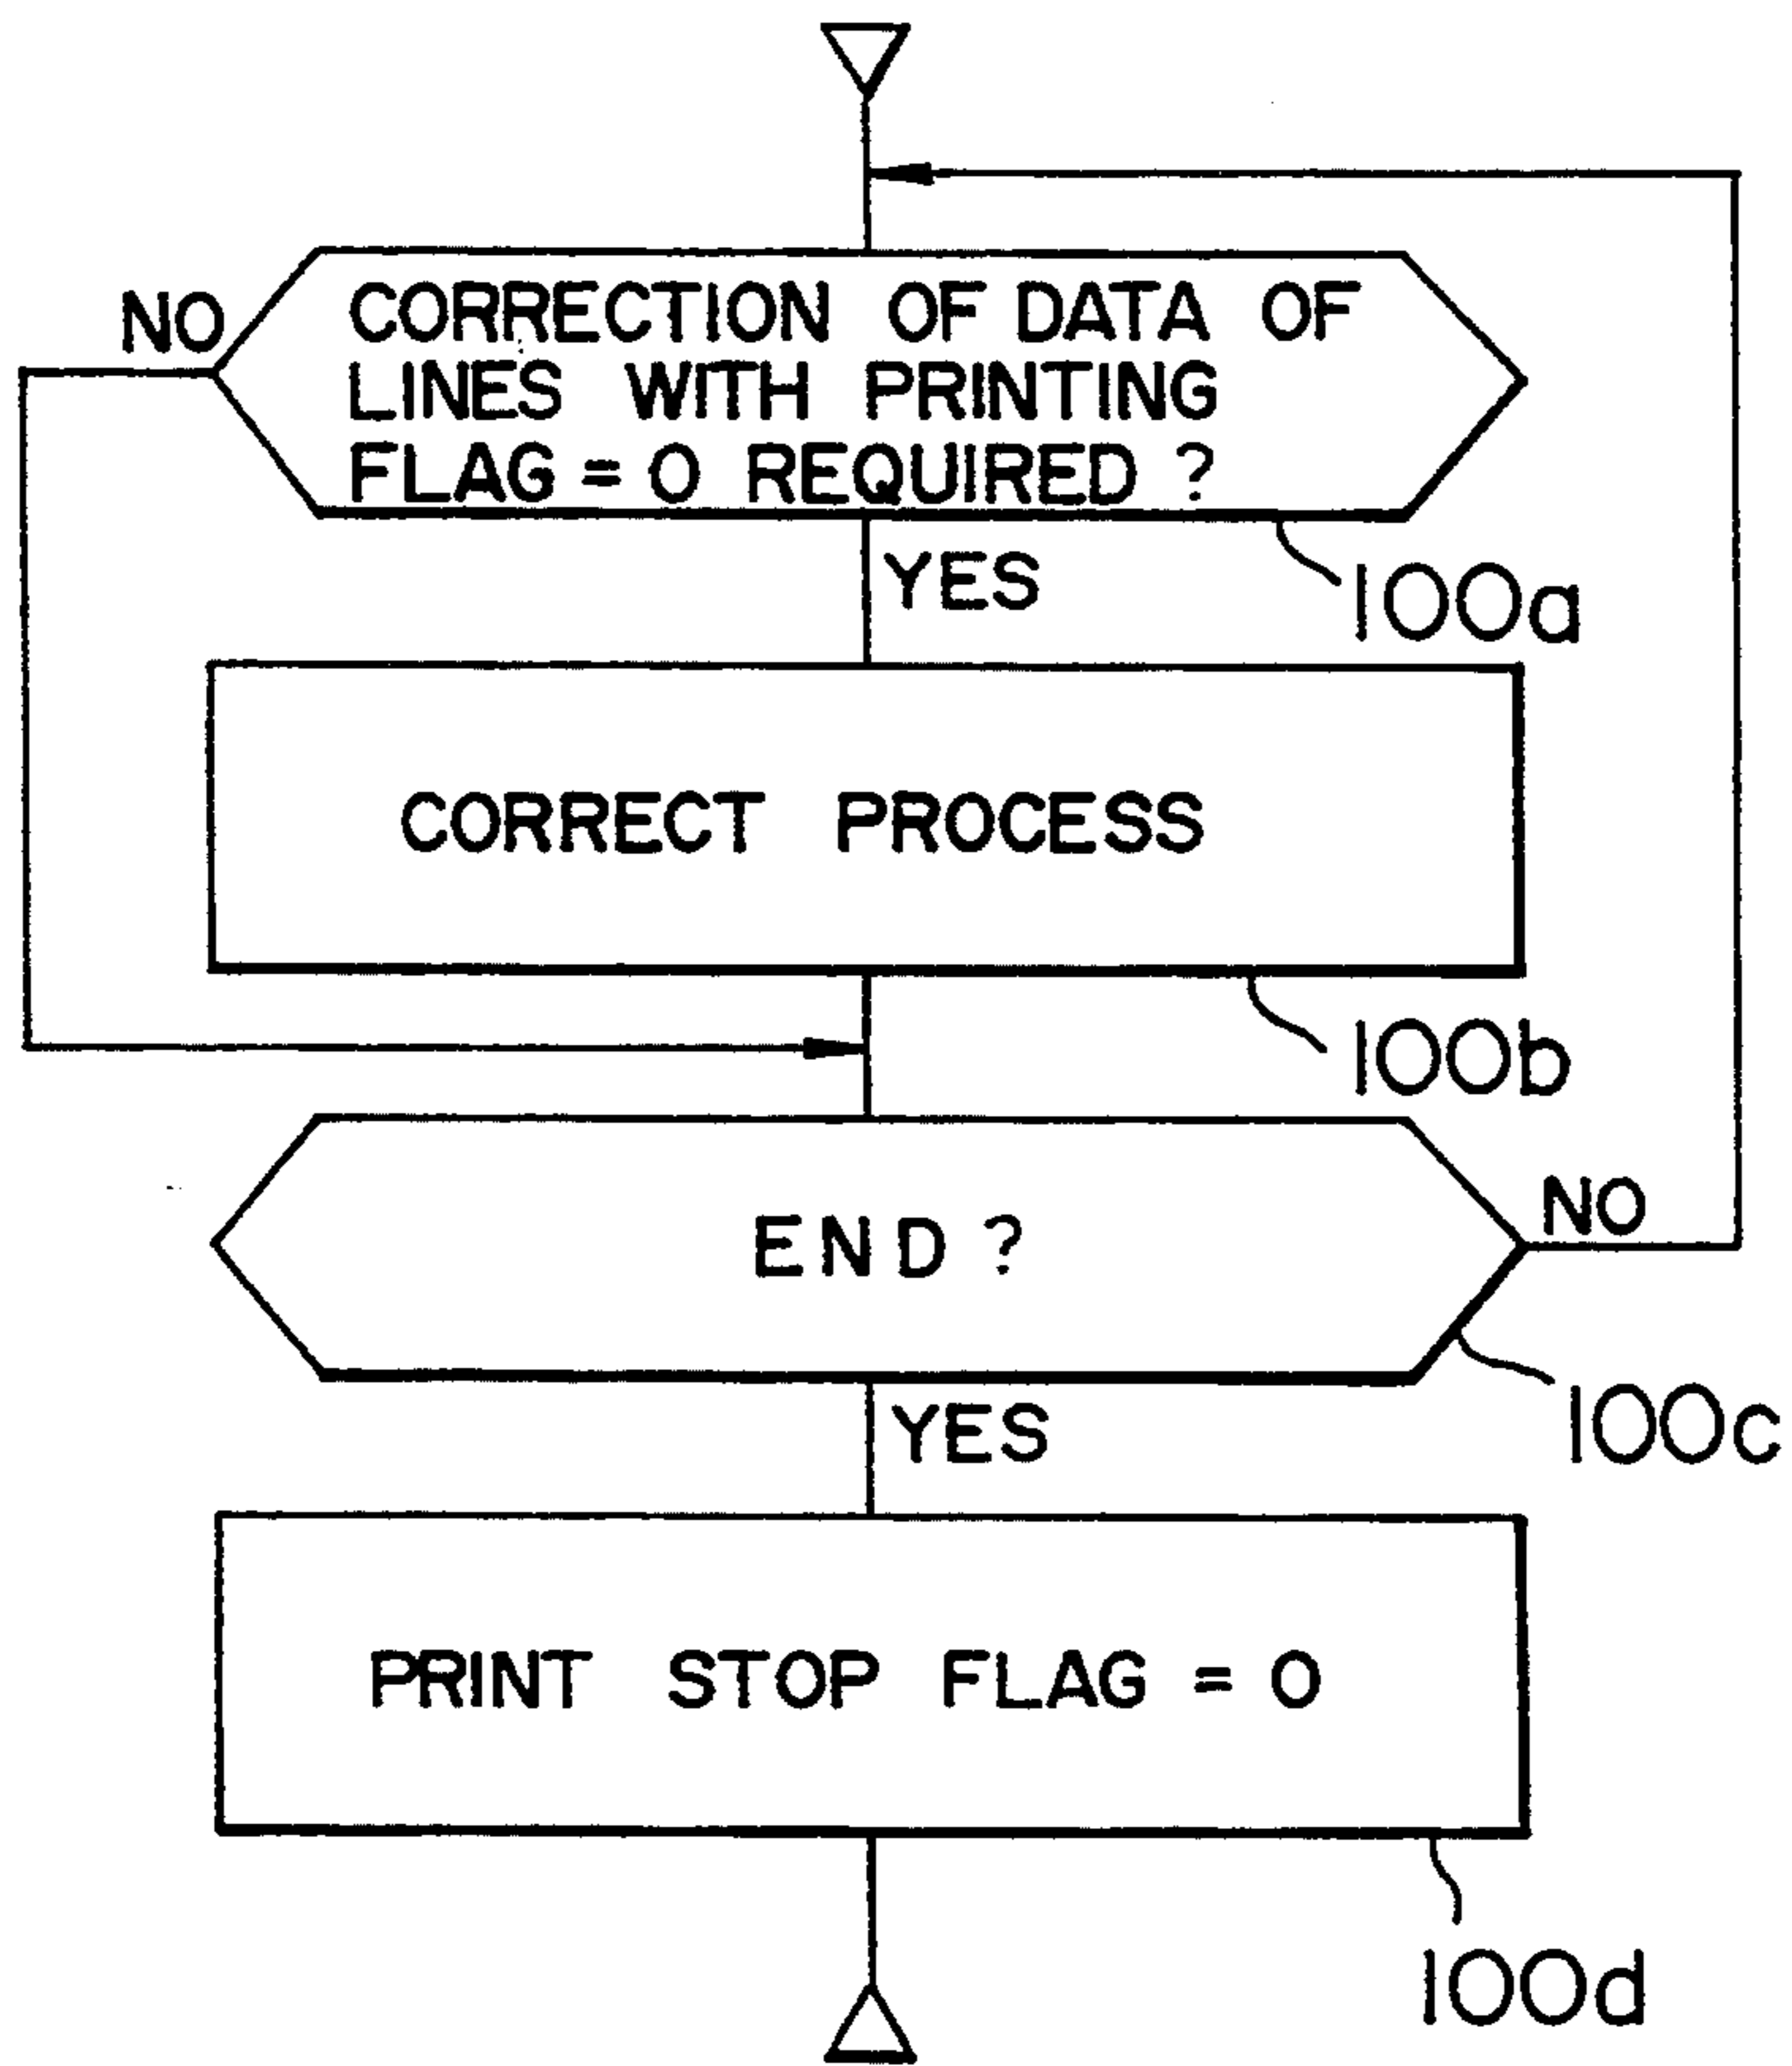 NO
CORRECTION OF DATA OF
LINES WITH PRINTING
FLAG = 0 REQUIRED ?
YES
100a
CORRECT PROCESS
100b
END ?
NO
100c
YES
PRINT STOP FLAG = 0
100d